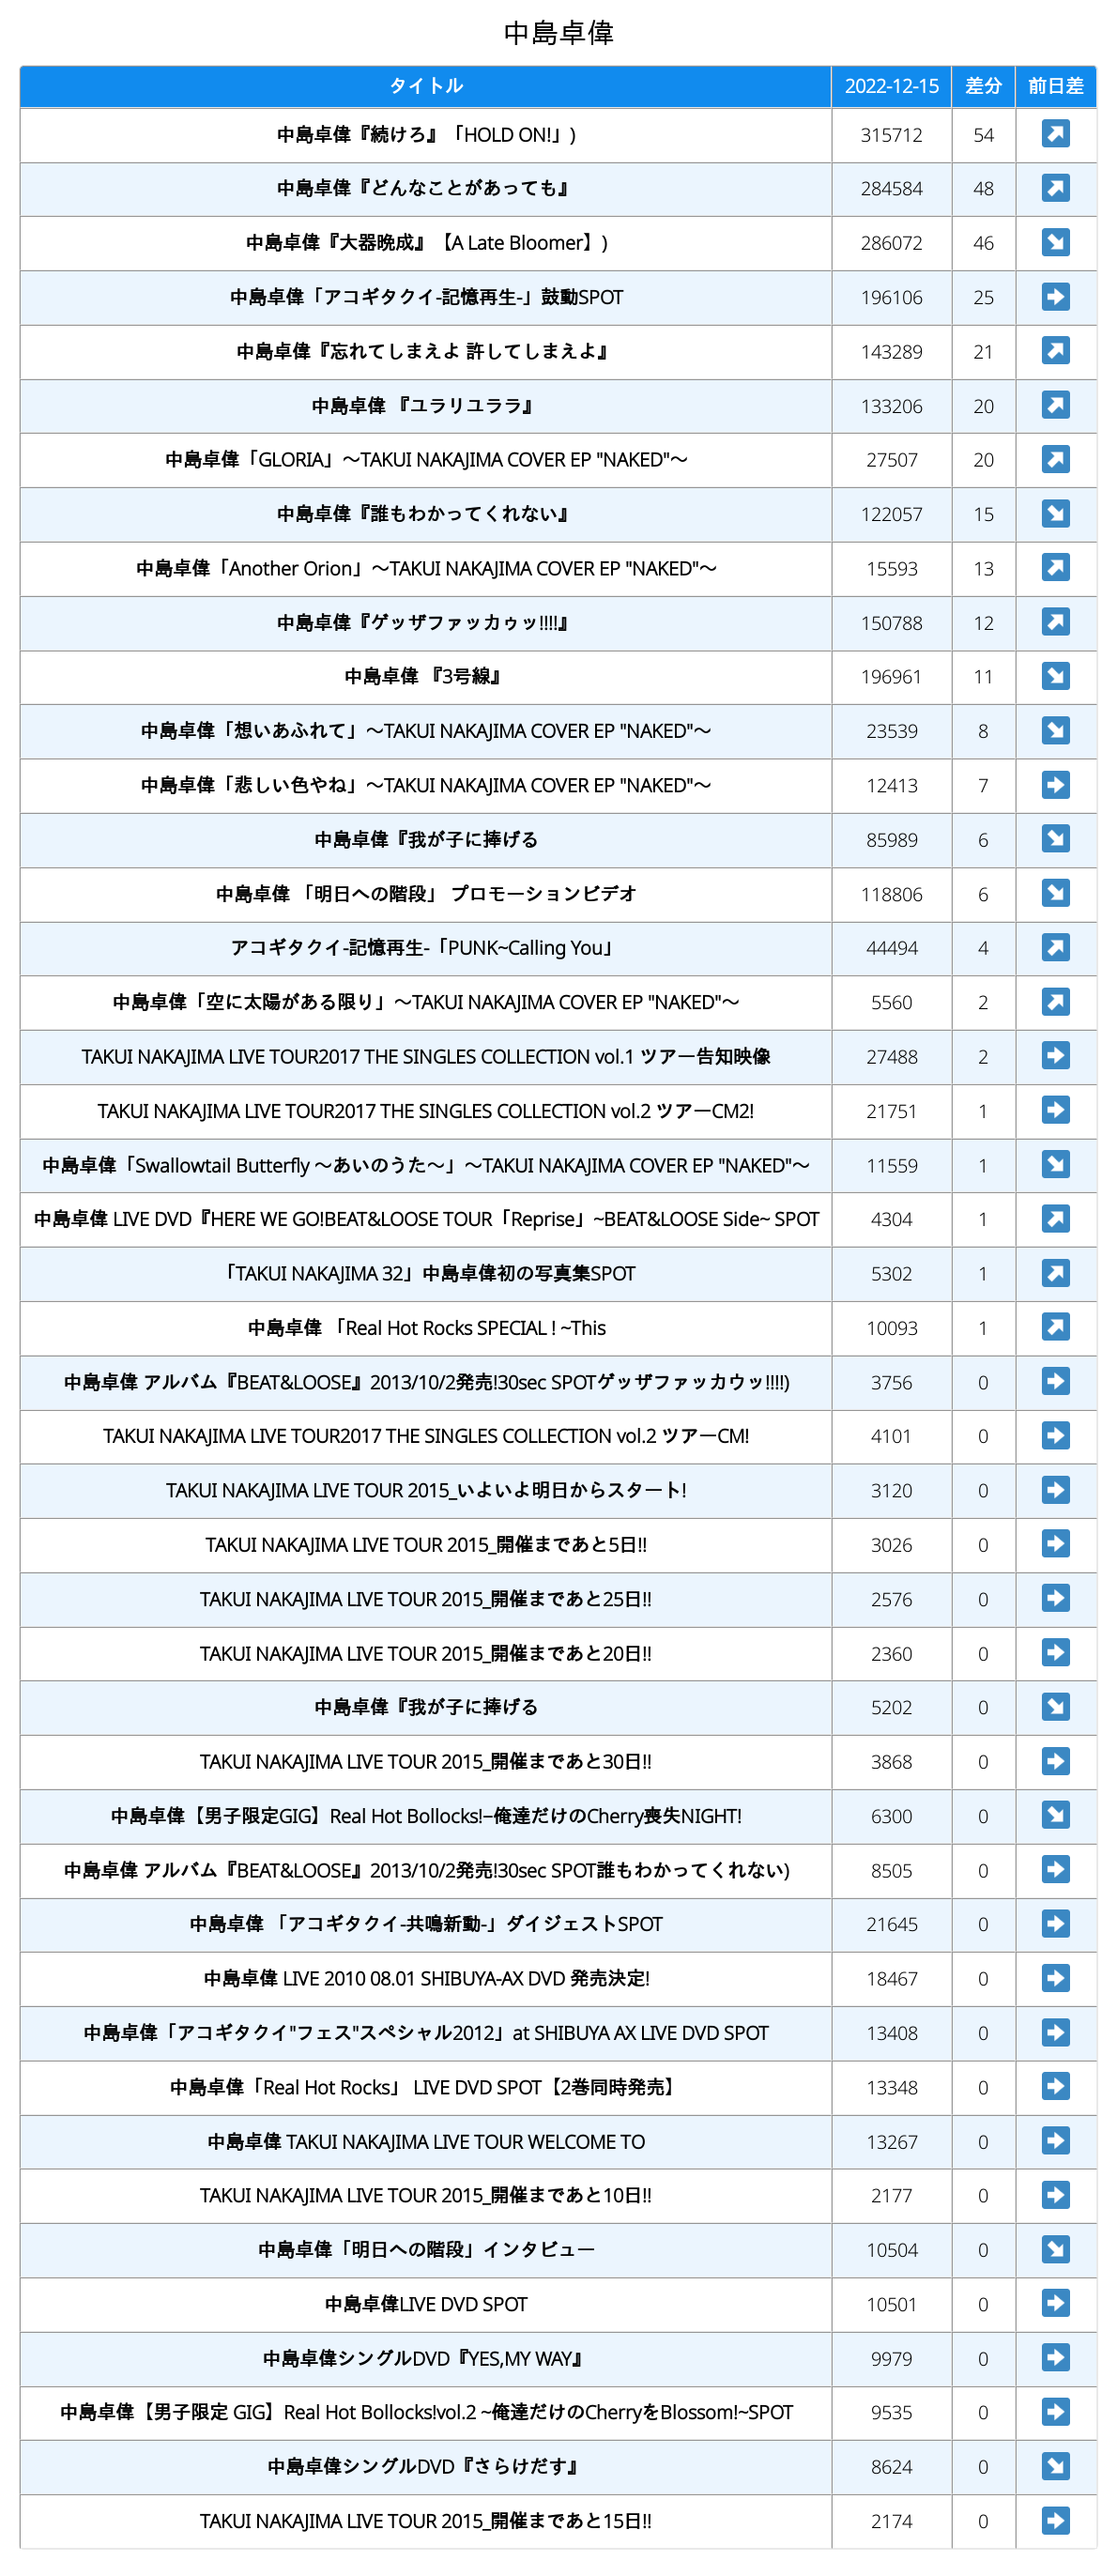 中島卓偉
タイトル 2022-12-15 差分 前日差
中島卓偉『続けろ』「HOLD ON!」) 315712 54 ↗
中島卓偉『どんなことがあっても』 284584 48 ↗
中島卓偉『大器晩成』【A Late Bloomer】) 286072 46 ↘
中島卓偉「アコギタクイ-記憶再生-」鼓動SPOT 196106 25 ➡
中島卓偉『忘れてしまえよ 許してしまえよ』 143289 21 ↗
中島卓偉 『ユラリユララ』 133206 20 ↗
中島卓偉「GLORIA」〜TAKUI NAKAJIMA COVER EP "NAKED"〜 27507 20 ↗
中島卓偉『誰もわかってくれない』 122057 15 ↘
中島卓偉「Another Orion」〜TAKUI NAKAJIMA COVER EP "NAKED"〜 15593 13 ↗
中島卓偉『ゲッザファッカゥッ!!!!』 150788 12 ↗
中島卓偉 『3号線』 196961 11 ↘
中島卓偉「想いあふれて」〜TAKUI NAKAJIMA COVER EP "NAKED"〜 23539 8 ↘
中島卓偉「悲しい色やね」〜TAKUI NAKAJIMA COVER EP "NAKED"〜 12413 7 ➡
中島卓偉『我が子に捧げる 85989 6 ↘
中島卓偉 「明日への階段」 プロモーションビデオ 118806 6 ↘
アコギタクイ-記憶再生-「PUNK~Calling You」 44494 4 ↗
中島卓偉「空に太陽がある限り」〜TAKUI NAKAJIMA COVER EP "NAKED"〜 5560 2 ↗
TAKUI NAKAJIMA LIVE TOUR2017 THE SINGLES COLLECTION vol.1 ツアー告知映像 27488 2 ➡
TAKUI NAKAJIMA LIVE TOUR2017 THE SINGLES COLLECTION vol.2 ツアーCM2! 21751 1 ➡
中島卓偉「Swallowtail Butterfly 〜あいのうた〜」〜TAKUI NAKAJIMA COVER EP "NAKED"〜 11559 1 ↘
中島卓偉 LIVE DVD『HERE WE GO!BEAT&LOOSE TOUR「Reprise」~BEAT&LOOSE Side~ SPOT 4304 1 ↗
「TAKUI NAKAJIMA 32」中島卓偉初の写真集SPOT 5302 1 ↗
中島卓偉 「Real Hot Rocks SPECIAL ! ~This 10093 1 ↗
中島卓偉 アルバム『BEAT&LOOSE』2013/10/2発売!30sec SPOTゲッザファッカウッ!!!!) 3756 0 ➡
TAKUI NAKAJIMA LIVE TOUR2017 THE SINGLES COLLECTION vol.2 ツアーCM! 4101 0 ➡
TAKUI NAKAJIMA LIVE TOUR 2015_いよいよ明日からスタート! 3120 0 ➡
TAKUI NAKAJIMA LIVE TOUR 2015_開催まであと5日!! 3026 0 ➡
TAKUI NAKAJIMA LIVE TOUR 2015_開催まであと25日!! 2576 0 ➡
TAKUI NAKAJIMA LIVE TOUR 2015_開催まであと20日!! 2360 0 ➡
中島卓偉『我が子に捧げる 5202 0 ↘
TAKUI NAKAJIMA LIVE TOUR 2015_開催まであと30日!! 3868 0 ➡
中島卓偉【男子限定GIG】Real Hot Bollocks!−俺達だけのCherry喪失NIGHT! 6300 0 ↘
中島卓偉 アルバム『BEAT&LOOSE』2013/10/2発売!30sec SPOT誰もわかってくれない) 8505 0 ➡
中島卓偉 「アコギタクイ-共鳴新動-」ダイジェストSPOT 21645 0 ➡
中島卓偉 LIVE 2010 08.01 SHIBUYA-AX DVD 発売決定! 18467 0 ➡
中島卓偉「アコギタクイ"フェス"スペシャル2012」at SHIBUYA AX LIVE DVD SPOT 13408 0 ➡
中島卓偉「Real Hot Rocks」 LIVE DVD SPOT【2巻同時発売】 13348 0 ➡
中島卓偉 TAKUI NAKAJIMA LIVE TOUR WELCOME TO 13267 0 ➡
TAKUI NAKAJIMA LIVE TOUR 2015_開催まであと10日!! 2177 0 ➡
中島卓偉「明日への階段」インタビュー 10504 0 ↘
中島卓偉LIVE DVD SPOT 10501 0 ➡
中島卓偉シングルDVD『YES,MY WAY』 9979 0 ➡
中島卓偉【男子限定 GIG】Real Hot Bollocks!vol.2 ~俺達だけのCherryをBlossom!~SPOT 9535 0 ➡
中島卓偉シングルDVD『さらけだす』 8624 0 ↘
TAKUI NAKAJIMA LIVE TOUR 2015_開催まであと15日!! 2174 0 ➡